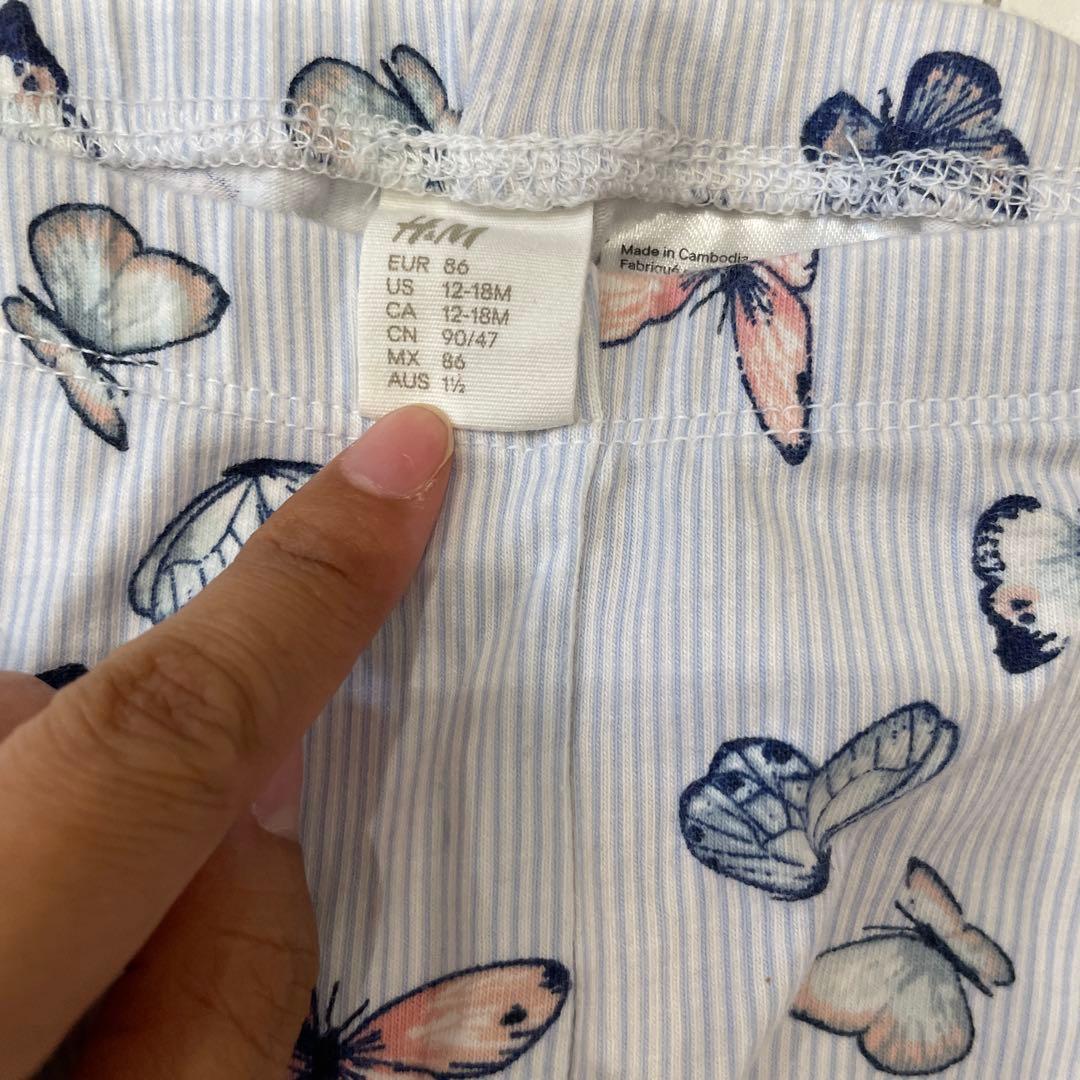 H&M
EUR 86
US 12-18M
CA 12-18M
CN 90/47
MX 86
AUS 1½
Made in Cambodia
Fabriqué